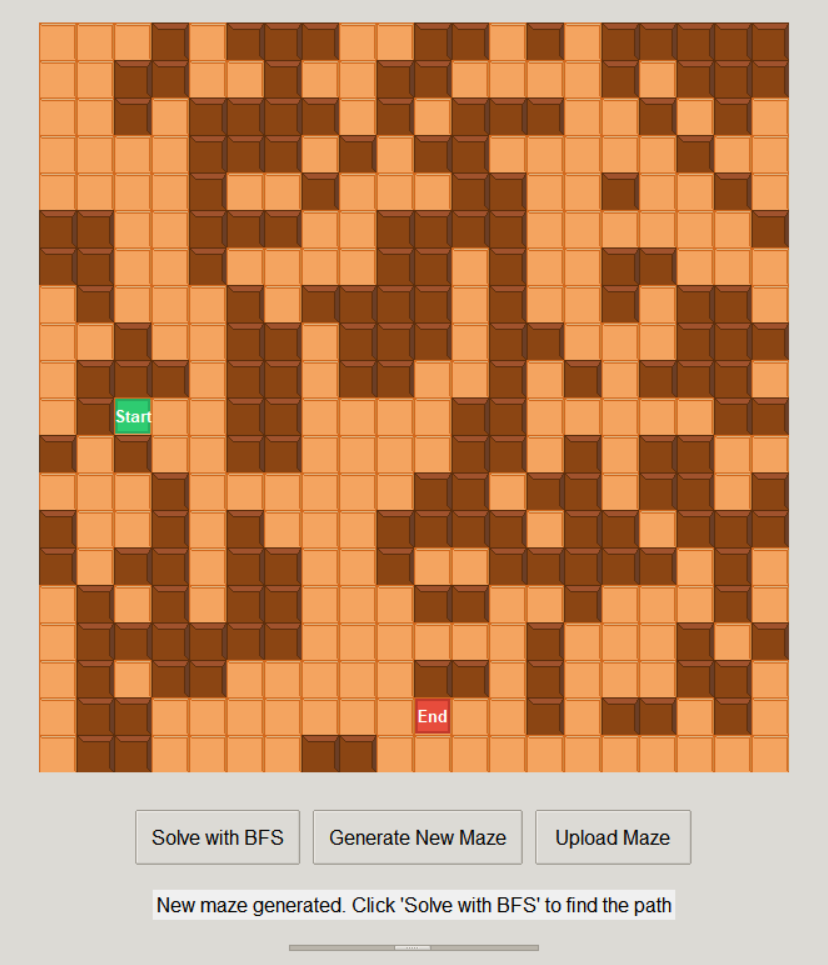 Start
End
Solve with BFS
Generate New Maze
Upload Maze
New maze generated. Click 'Solve with BFS' to find the path